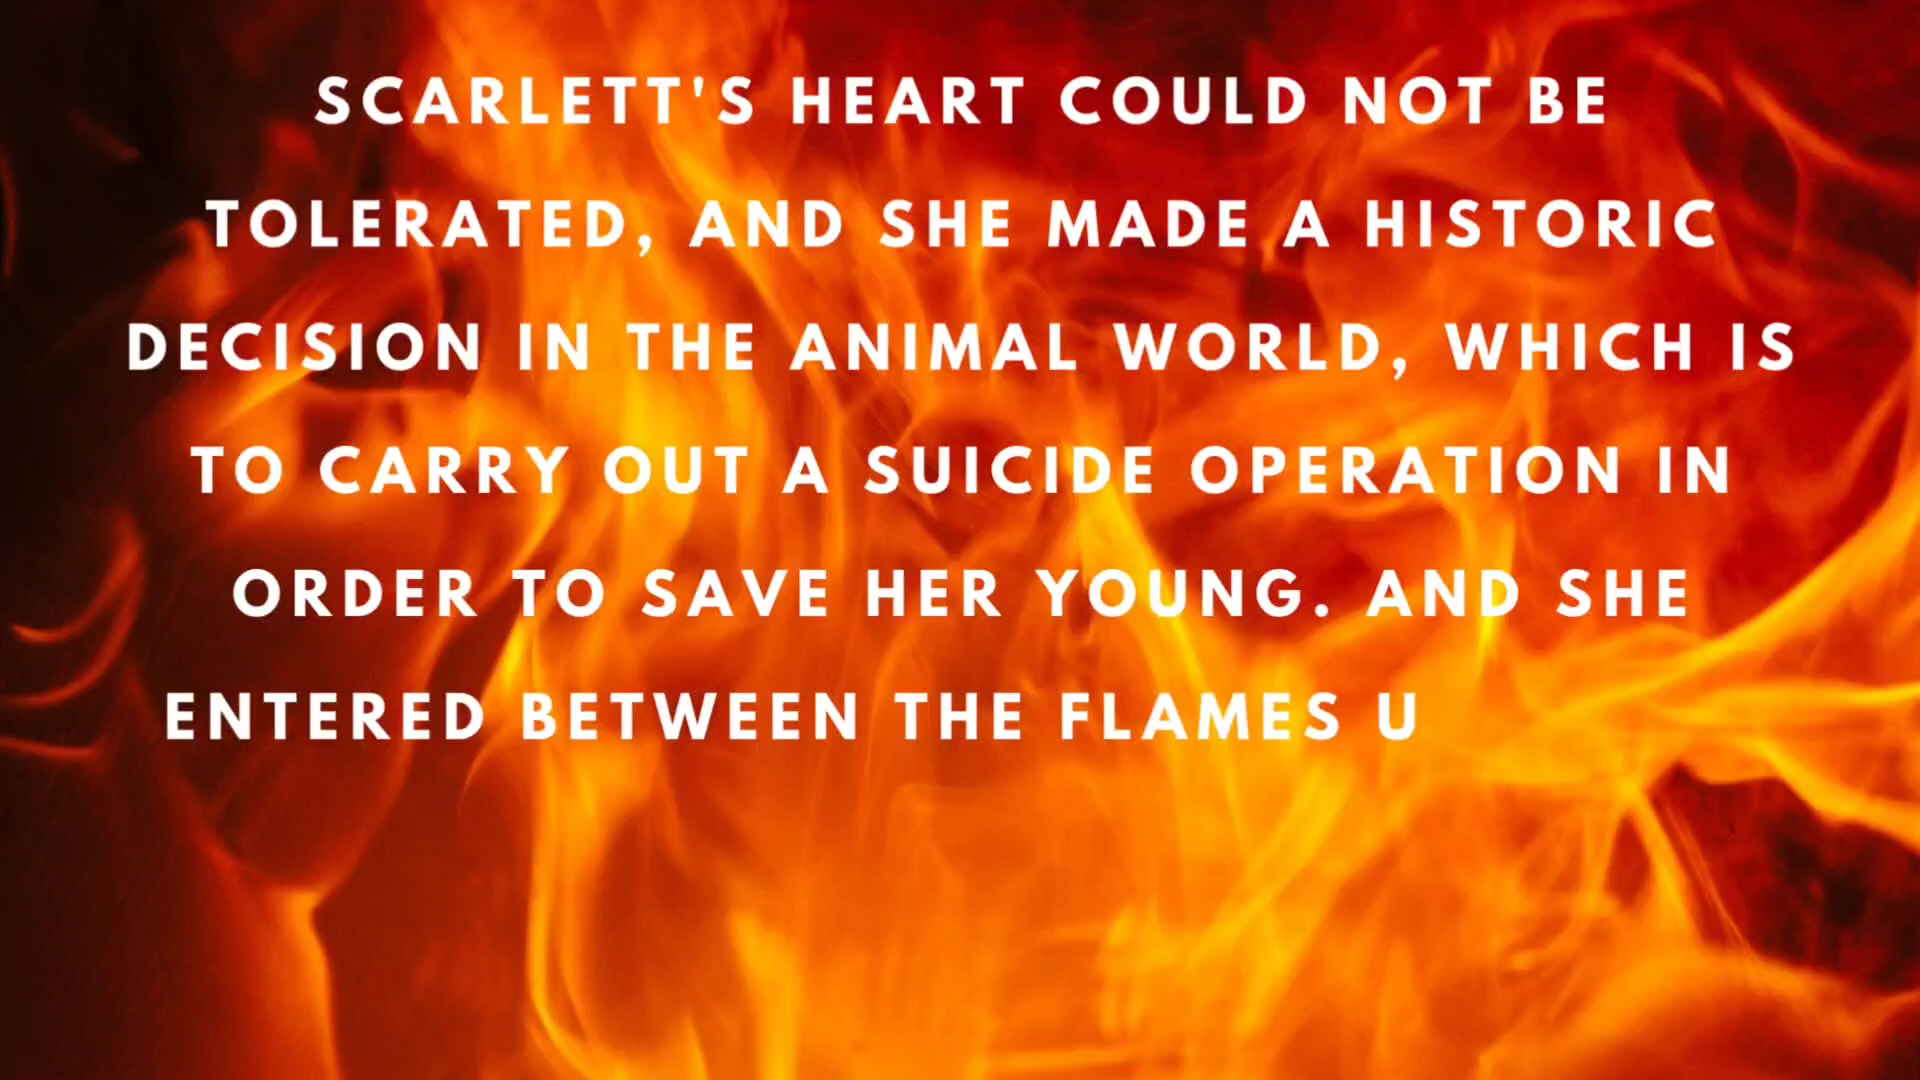 SCARLETT'S HEART COULD NOT BE
TOLERATED, AND SHE MADE A HISTORIC
DECISION IN THE ANIMAL WORLD, WHICH IS
TO CARRY OUT A SUICIDE OPERATION IN
ORDER TO SAVE HER YOUNG. AND SHE
ENTERED BETWEEN THE FLAMES U